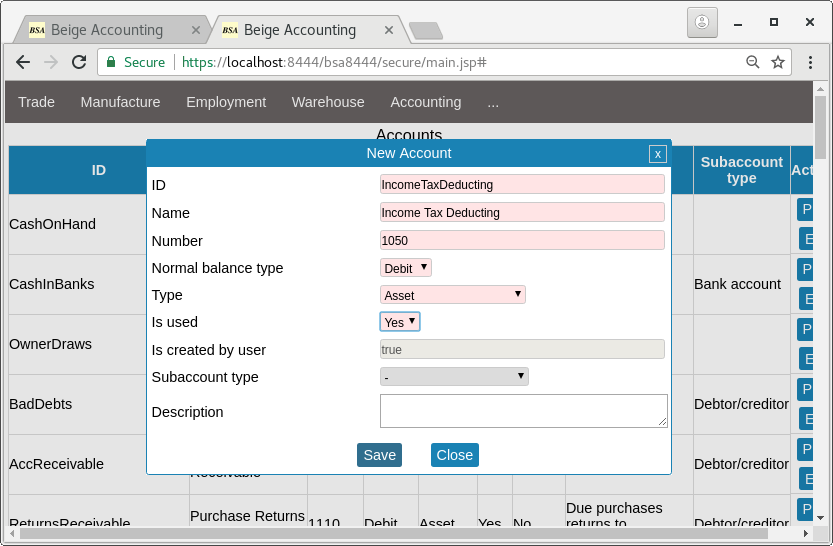 BSA Beige Accounting
BSA Beige Accounting
Secure https://localhost:8444/bsa8444/secure/main.jsp#
Trade Manufacture Employment Warehouse Accounting ...
Accounts
ID Subaccount type
New Account x
ID IncomeTaxDeducting
Name Income Tax Deducting
Number 1050
Normal balance type Debit
Type Asset
Is used Yes
Is created by user true
Subaccount type -
Description
Save Close
CashOnHand
CashInBanks Bank account
OwnerDraws
BadDebts Debtor/creditor
AccReceivable Receivable Debtor/creditor
ReturnsReceivable Purchase Returns 1110 Debit Asset Yes No Due purchases returns to Debtor/creditor